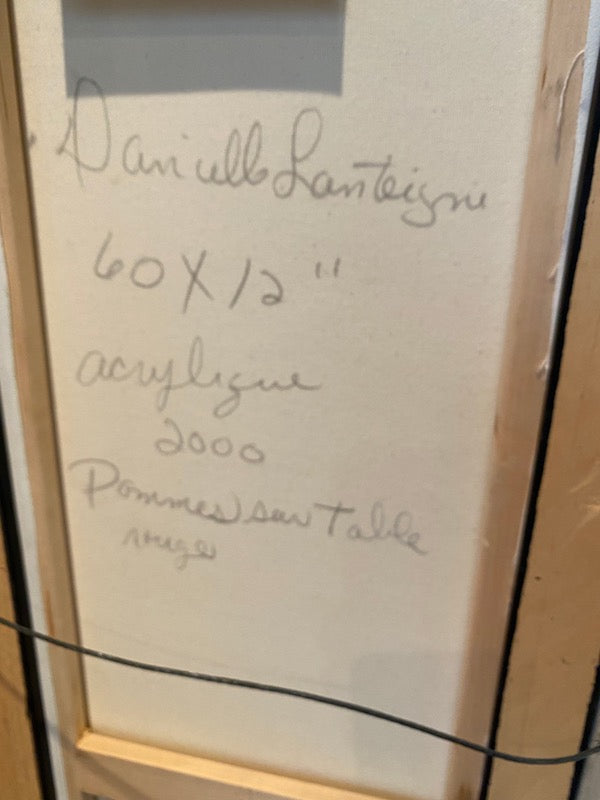 Danielle Lanteigne
60 X 12"
acrylique
2000
Pommes sur Table
rouge